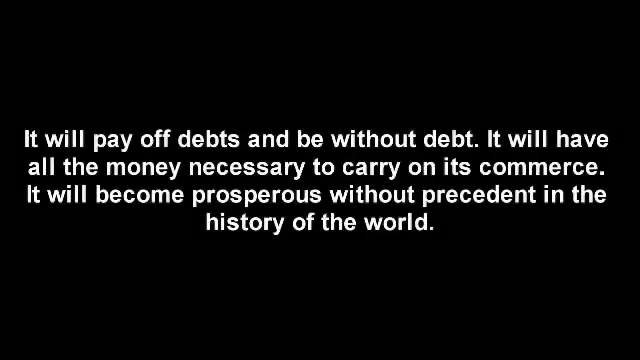 It will pay off debts and be without debt. It will have
all the money necessary to carry on its commerce.
It will become prosperous without precedent in the
history of the world.